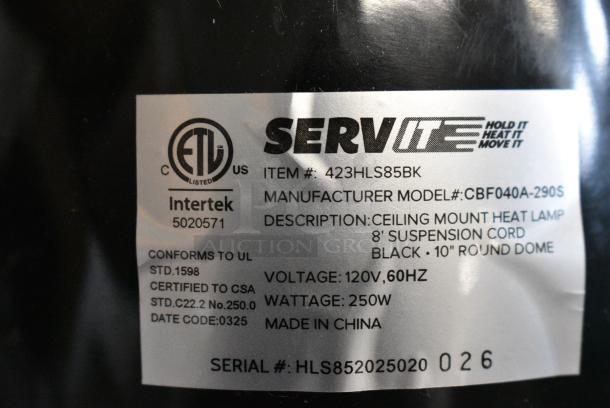 SERVIT HOLD IT HEAT IT MOVE IT
ETL
C US
LISTED
Intertek
5020571
CONFORMS TO UL
STD.1598
CERTIFIED TO CSA
STD.C22.2 No.250.0
DATE CODE:0325
ITEM #: 423HLS85BK
MANUFACTURER MODEL#:CBF040A-290S
DESCRIPTION:CEILING MOUNT HEAT LAMP
8' SUSPENSION CORD
BLACK • 10" ROUND DOME
VOLTAGE: 120V,60HZ
WATTAGE: 250W
MADE IN CHINA
SERIAL #: HLS852025020 026
AUCTION GROUP